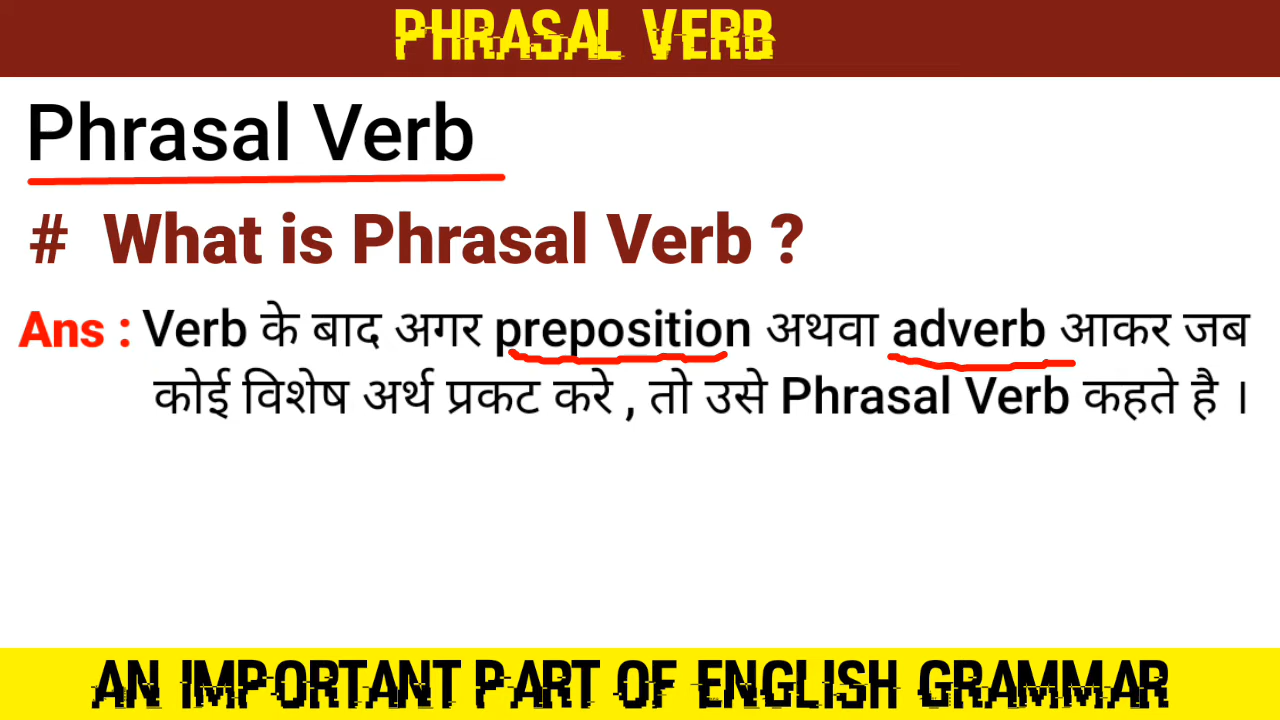 PHRASAL VERB
Phrasal Verb
# What is Phrasal Verb ?
Ans : Verb के बाद अगर preposition अथवा adverb आकर जब
कोई विशेष अर्थ प्रकट करे , तो उसे Phrasal Verb कहते है ।
AN IMPORTANT PART OF ENGLISH GRAMMAR